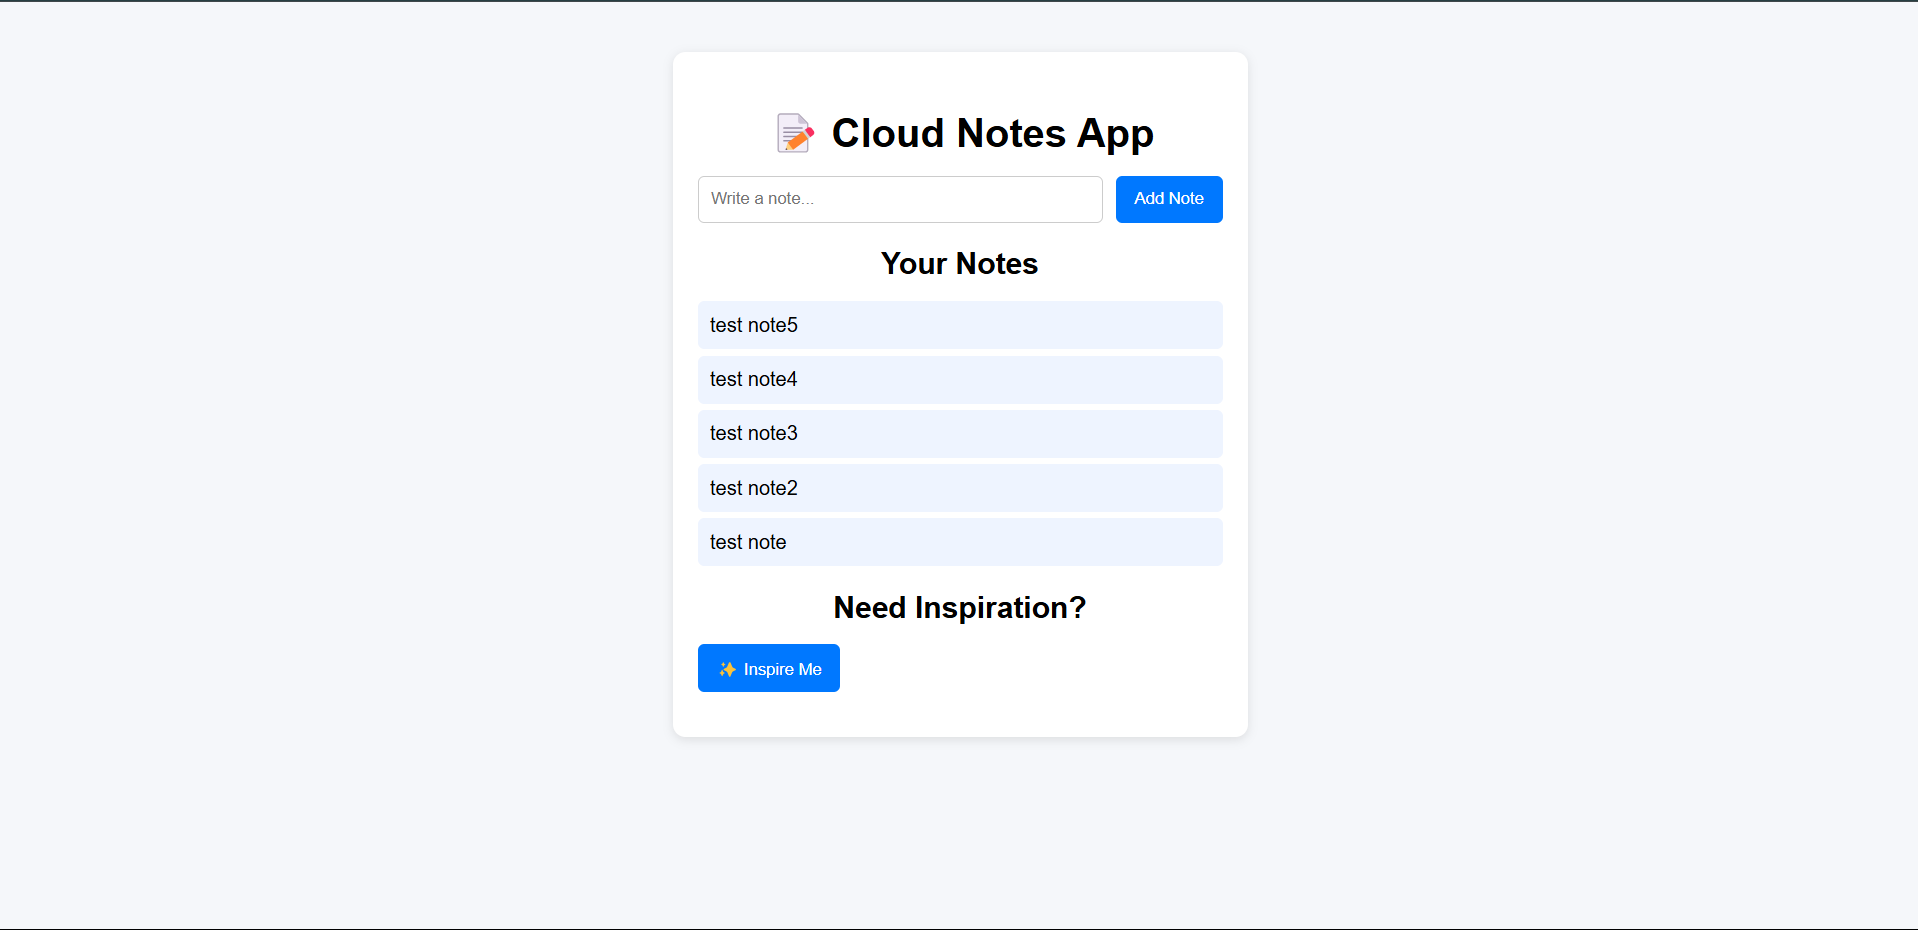 📝 Cloud Notes App
Write a note...
Add Note
Your Notes
test note5
test note4
test note3
test note2
test note
Need Inspiration?
✨ Inspire Me